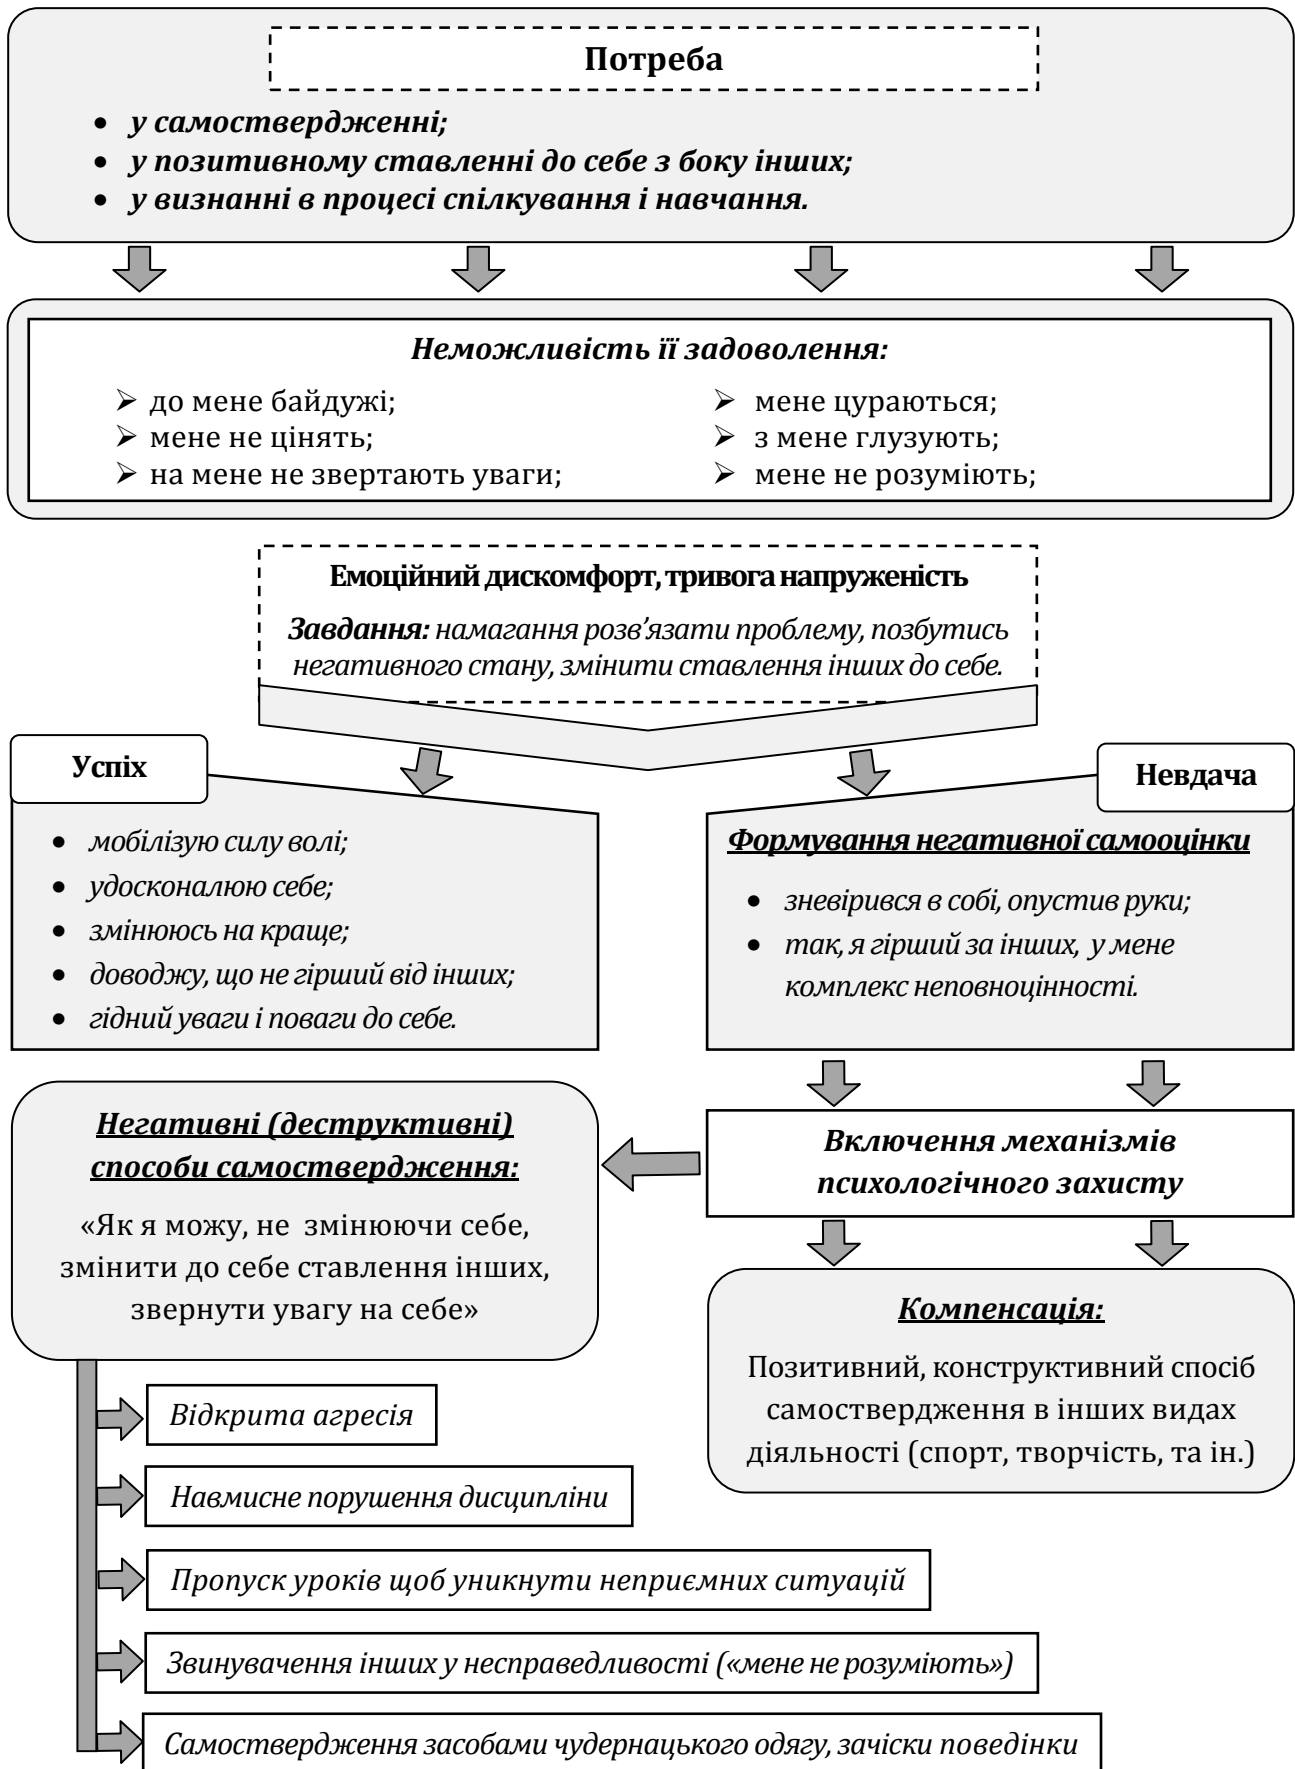 Потреба
• у самоствердженні;
• у позитивному ставленні до себе з боку інших;
• у визнанні в процесі спілкування і навчання.
Неможливість її задоволення:
➢ до мене байдужі;
➢ мене не цінять;
➢ на мене не звертають уваги;
➢ мене цураються;
➢ з мене глузують;
➢ мене не розуміють;
Емоційний дискомфорт, тривога напруженість
Завдання: намагання розв'язати проблему, позбутись
негативного стану, змінити ставлення інших до себе.
Успіх
• мобілізую силу волі;
• удосконалюю себе;
• змінююсь на краще;
• доводжу, що не гірший від інших;
• гідний уваги і поваги до себе.
Невдача
Формування негативної самооцінки
• зневірився в собі, опустив руки;
• так, я гірший за інших, у мене
комплекс неповноцінності.
Включення механізмів
психологічного захисту
Негативні (деструктивні)
способи самоствердження:
«Як я можу, не змінюючи себе,
змінити до себе ставлення інших,
звернути увагу на себе»
Компенсація:
Позитивний, конструктивний спосіб
самоствердження в інших видах
діяльності (спорт, творчість, та ін.)
Відкрита агресія
Навмисне порушення дисципліни
Пропуск уроків щоб уникнути неприємних ситуацій
Звинувачення інших у несправедливості («мене не розуміють»)
Самоствердження засобами чудернацького одягу, зачіски поведінки